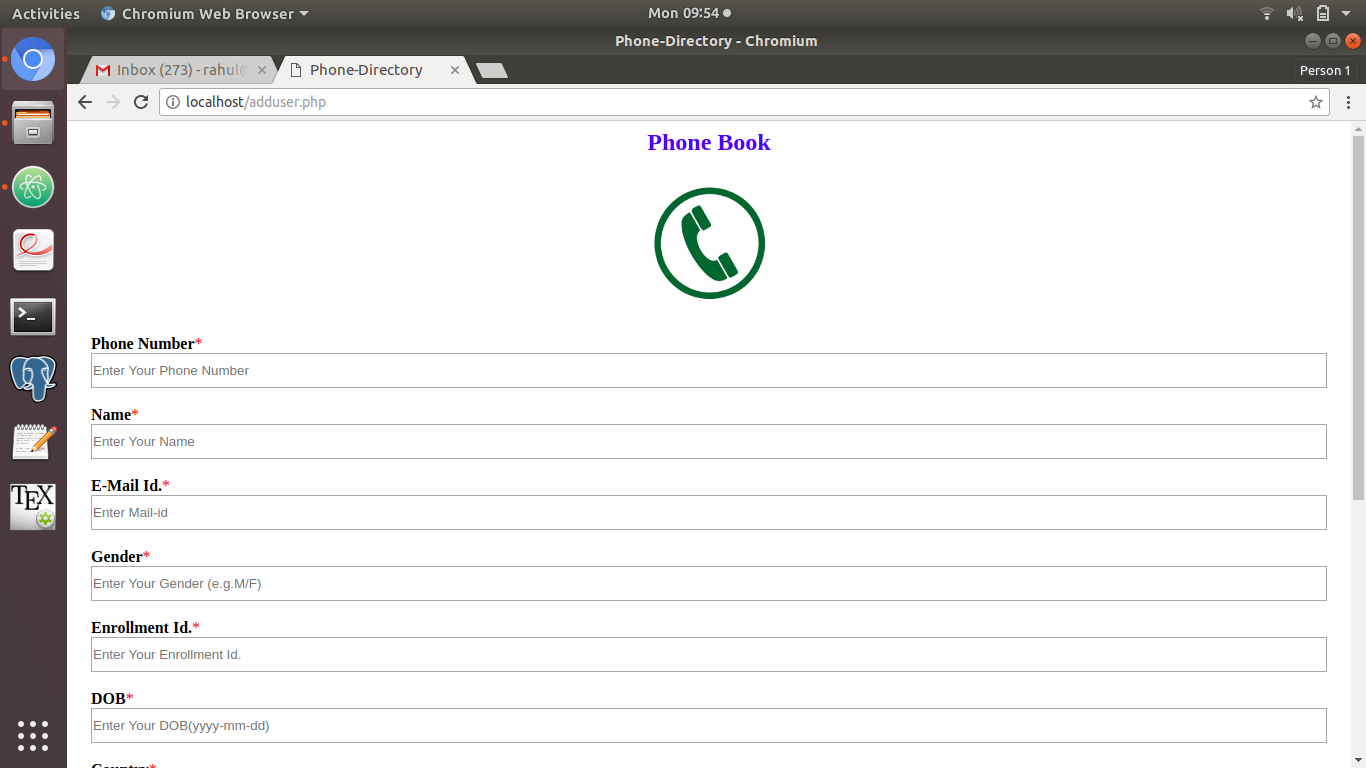 Activities Chromium Web Browser Mon 09:54
Phone-Directory - Chromium
Inbox (273) - rahul@ Phone-Directory Person 1
localhost/adduser.php
Phone Book
Phone Number*
Enter Your Phone Number
Name*
Enter Your Name
E-Mail Id.*
Enter Mail-id
Gender*
Enter Your Gender (e.g.M/F)
Enrollment Id.*
Enter Your Enrollment Id.
DOB*
Enter Your DOB(yyyy-mm-dd)
Country*
>_
TEX